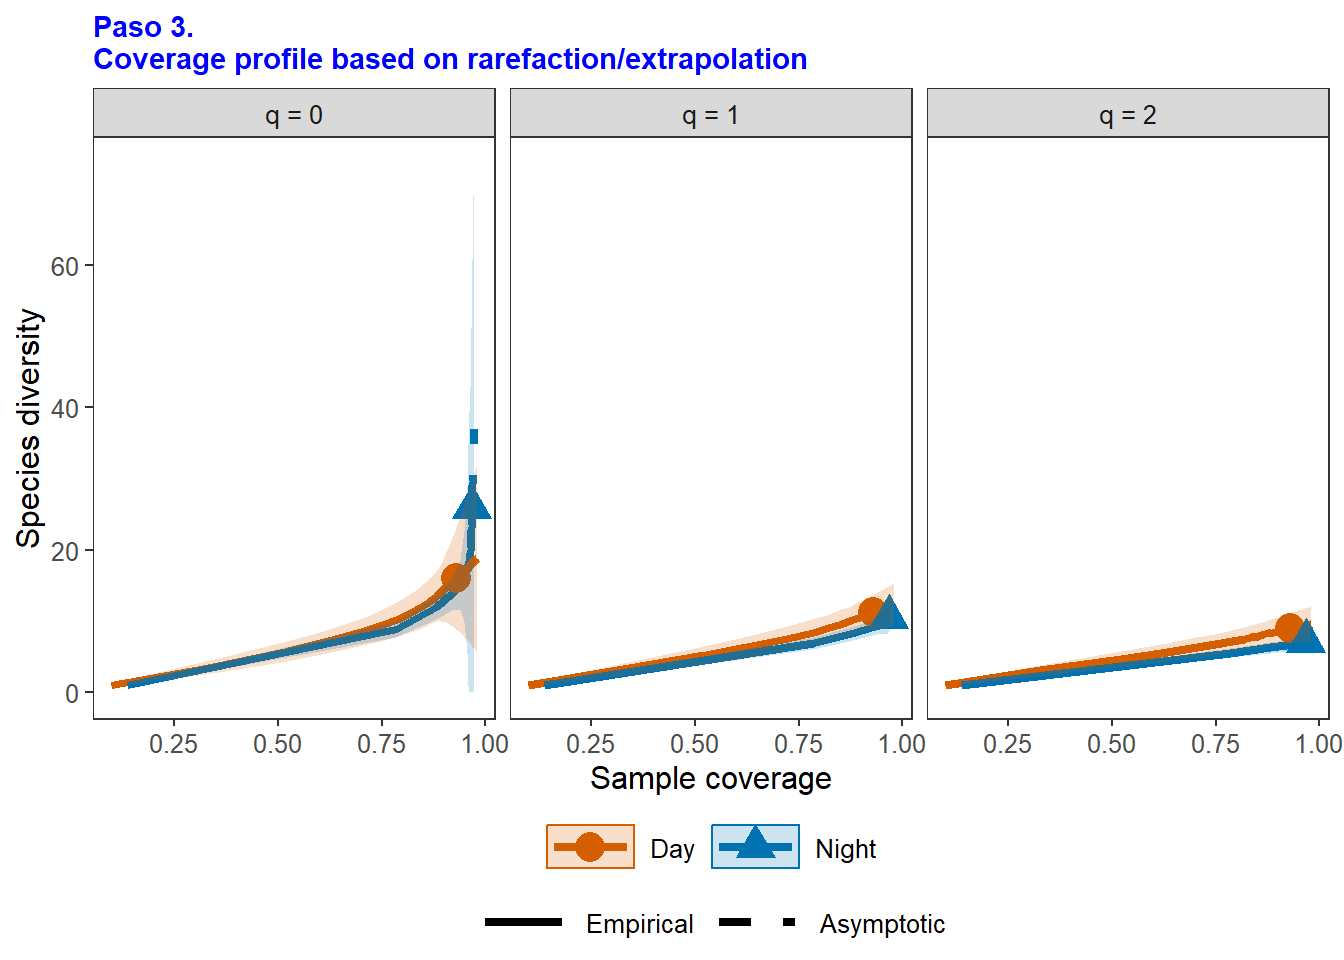 Paso 3.
Coverage profile based on rarefaction/extrapolation
q = 0
q = 1
q = 2
Species diversity
60
40
20
0
0.25 0.50 0.75 1.00
0.25 0.50 0.75 1.00
0.25 0.50 0.75 1.00
Sample coverage
Day Night
Empirical Asymptotic